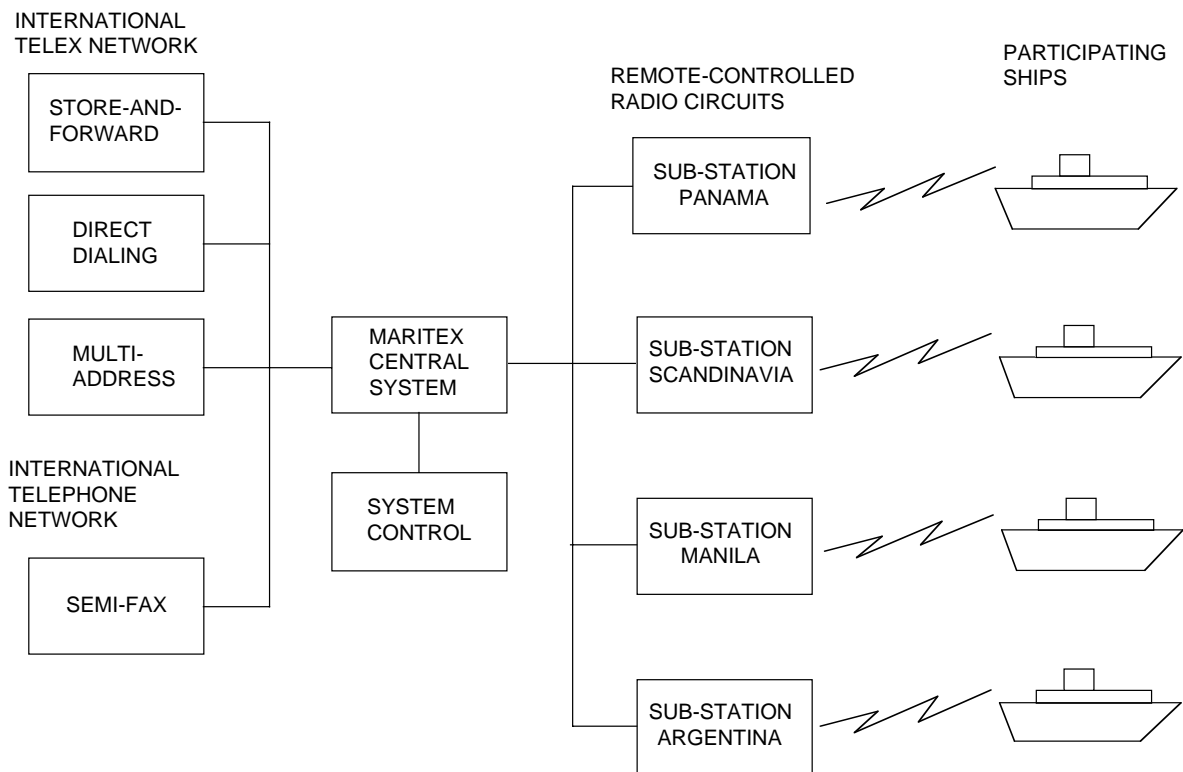 INTERNATIONAL
TELEX NETWORK
STORE-AND-
FORWARD
DIRECT
DIALING
MULTI-
ADDRESS
INTERNATIONAL
TELEPHONE
NETWORK
SEMI-FAX
MARITEX
CENTRAL
SYSTEM
SYSTEM
CONTROL
REMOTE-CONTROLLED
RADIO CIRCUITS
SUB-STATION
PANAMA
SUB-STATION
SCANDINAVIA
SUB-STATION
MANILA
SUB-STATION
ARGENTINA
PARTICIPATING
SHIPS